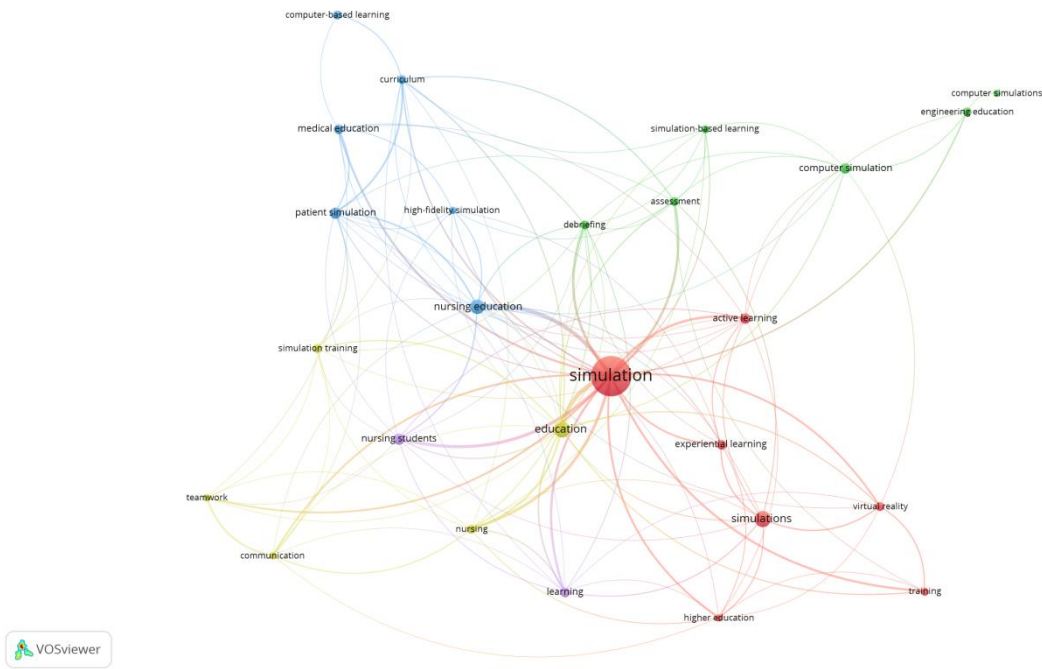 computer-based learning
curriculum
computer simulations
engineering education
medical education
simulation-based learning
computer simulation
patient simulation
high-fidelity simulation
assessment
debriefing
nursing education
active learning
simulation training
simulation
education
nursing students
experiential learning
teamwork
virtual reality
simulations
nursing
communication
learning
training
higher education
VOSviewer